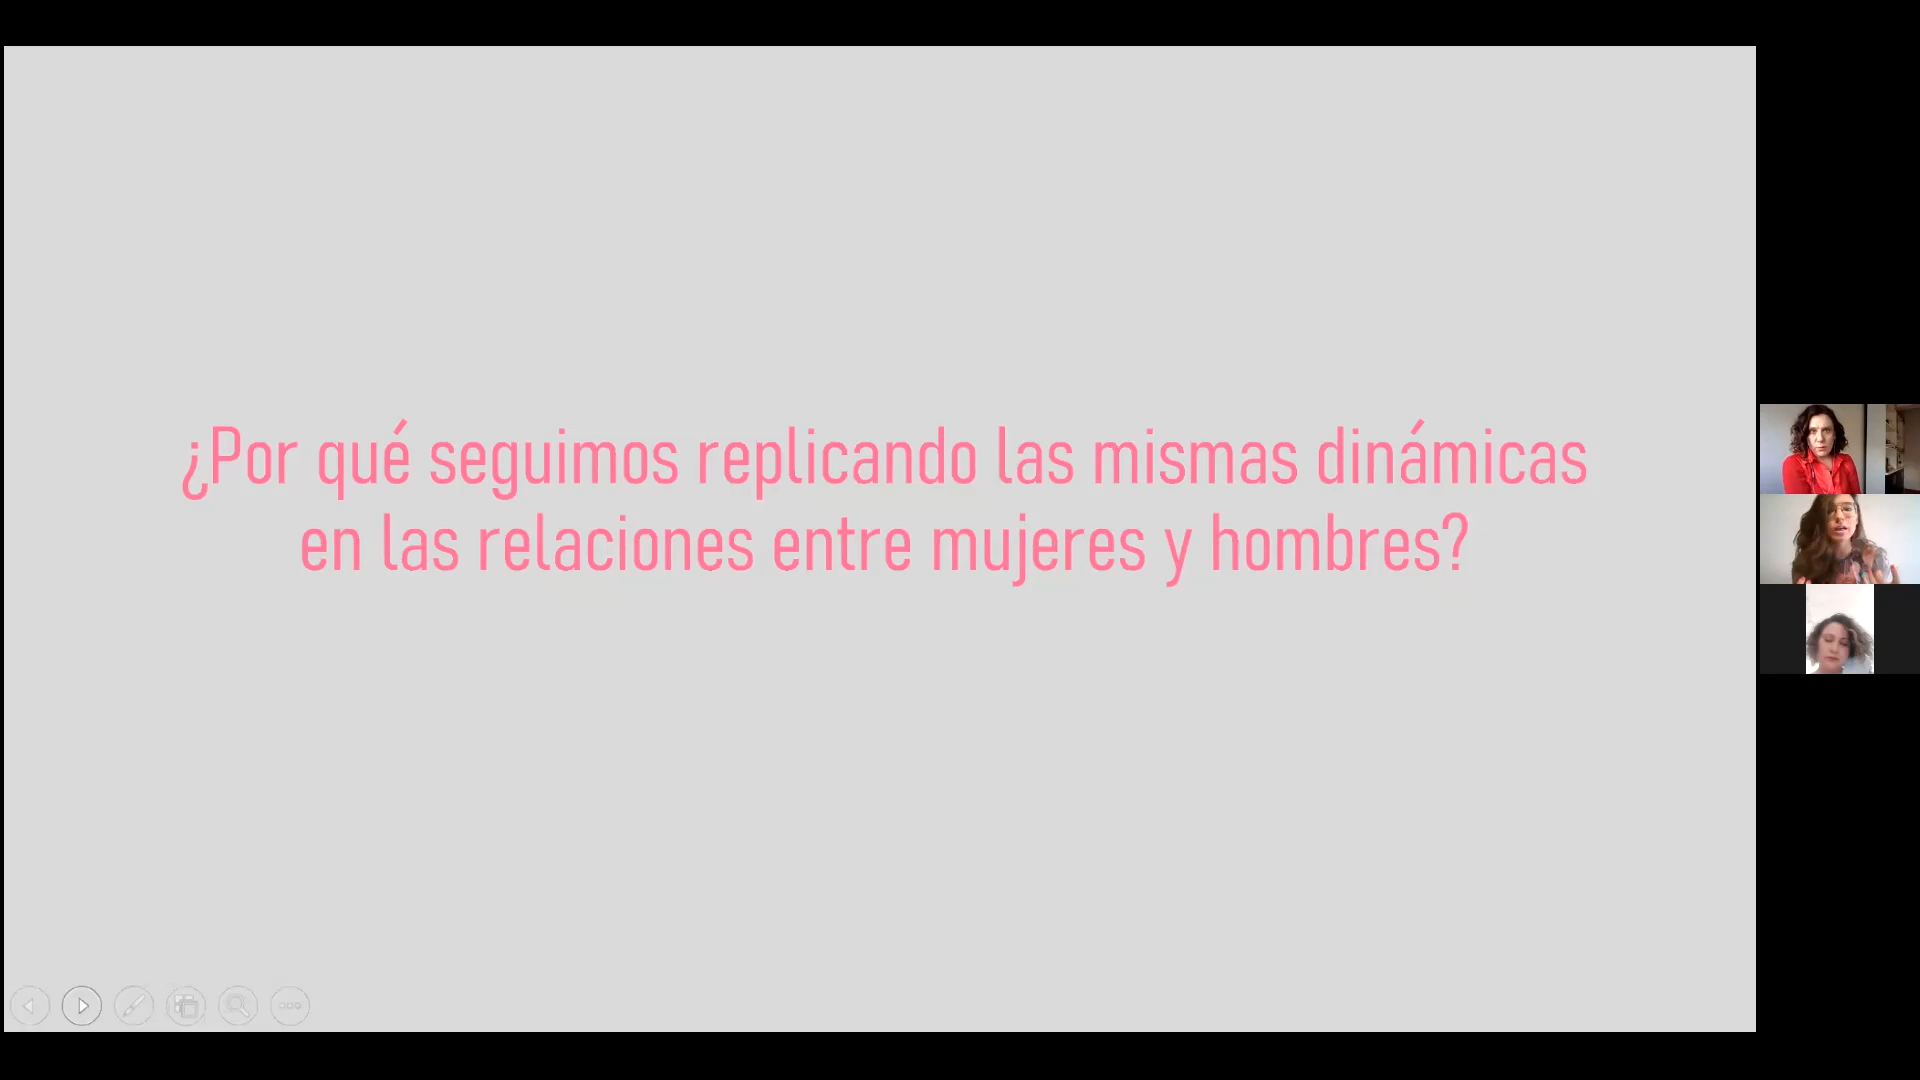 ¿Por qué seguimos replicando las mismas dinámicas
en las relaciones entre mujeres y hombres?